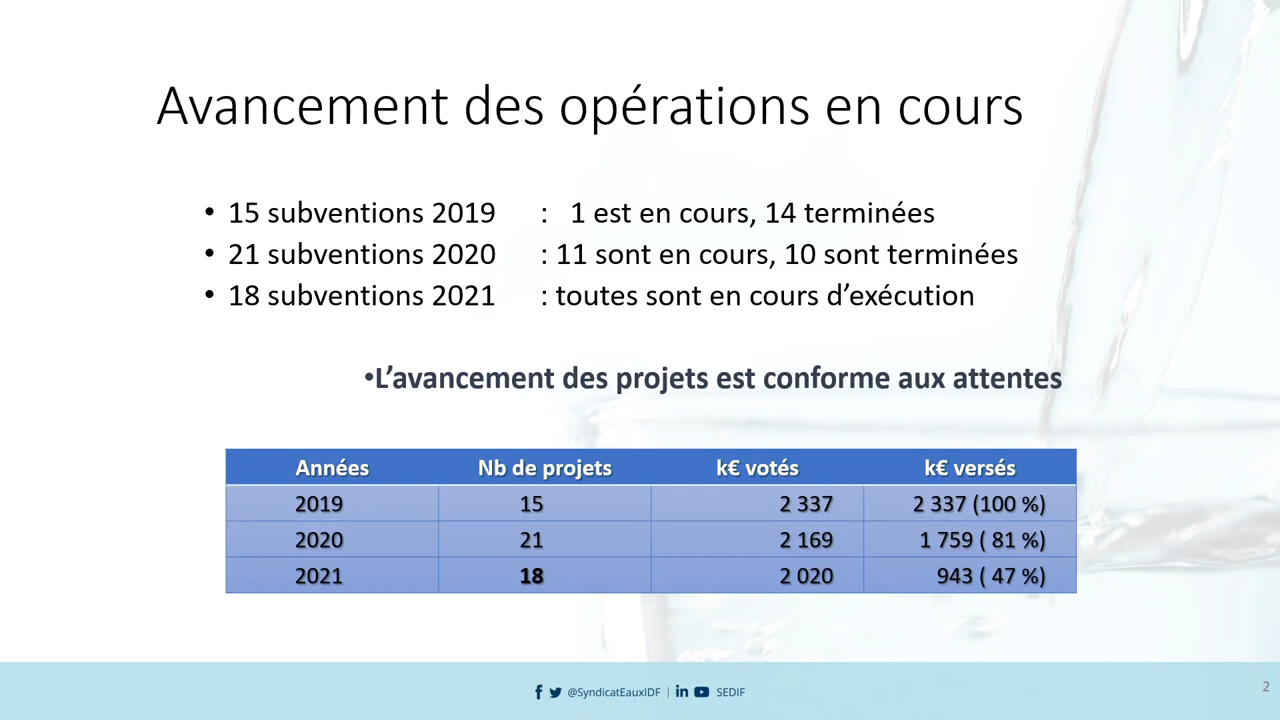 Avancement des opérations en cours
• 15 subventions 2019 : 1 est en cours, 14 terminées
• 21 subventions 2020 : 11 sont en cours, 10 sont terminées
• 18 subventions 2021 : toutes sont en cours d’exécution
•L’avancement des projets est conforme aux attentes
Années Nb de projets k€ votés k€ versés
2019 15 2 337 2 337 (100 %)
2020 21 2 169 1 759 ( 81 %)
2021 18 2 020 943 ( 47 %)
@SyndicatEauxIDF | SEDIF
2